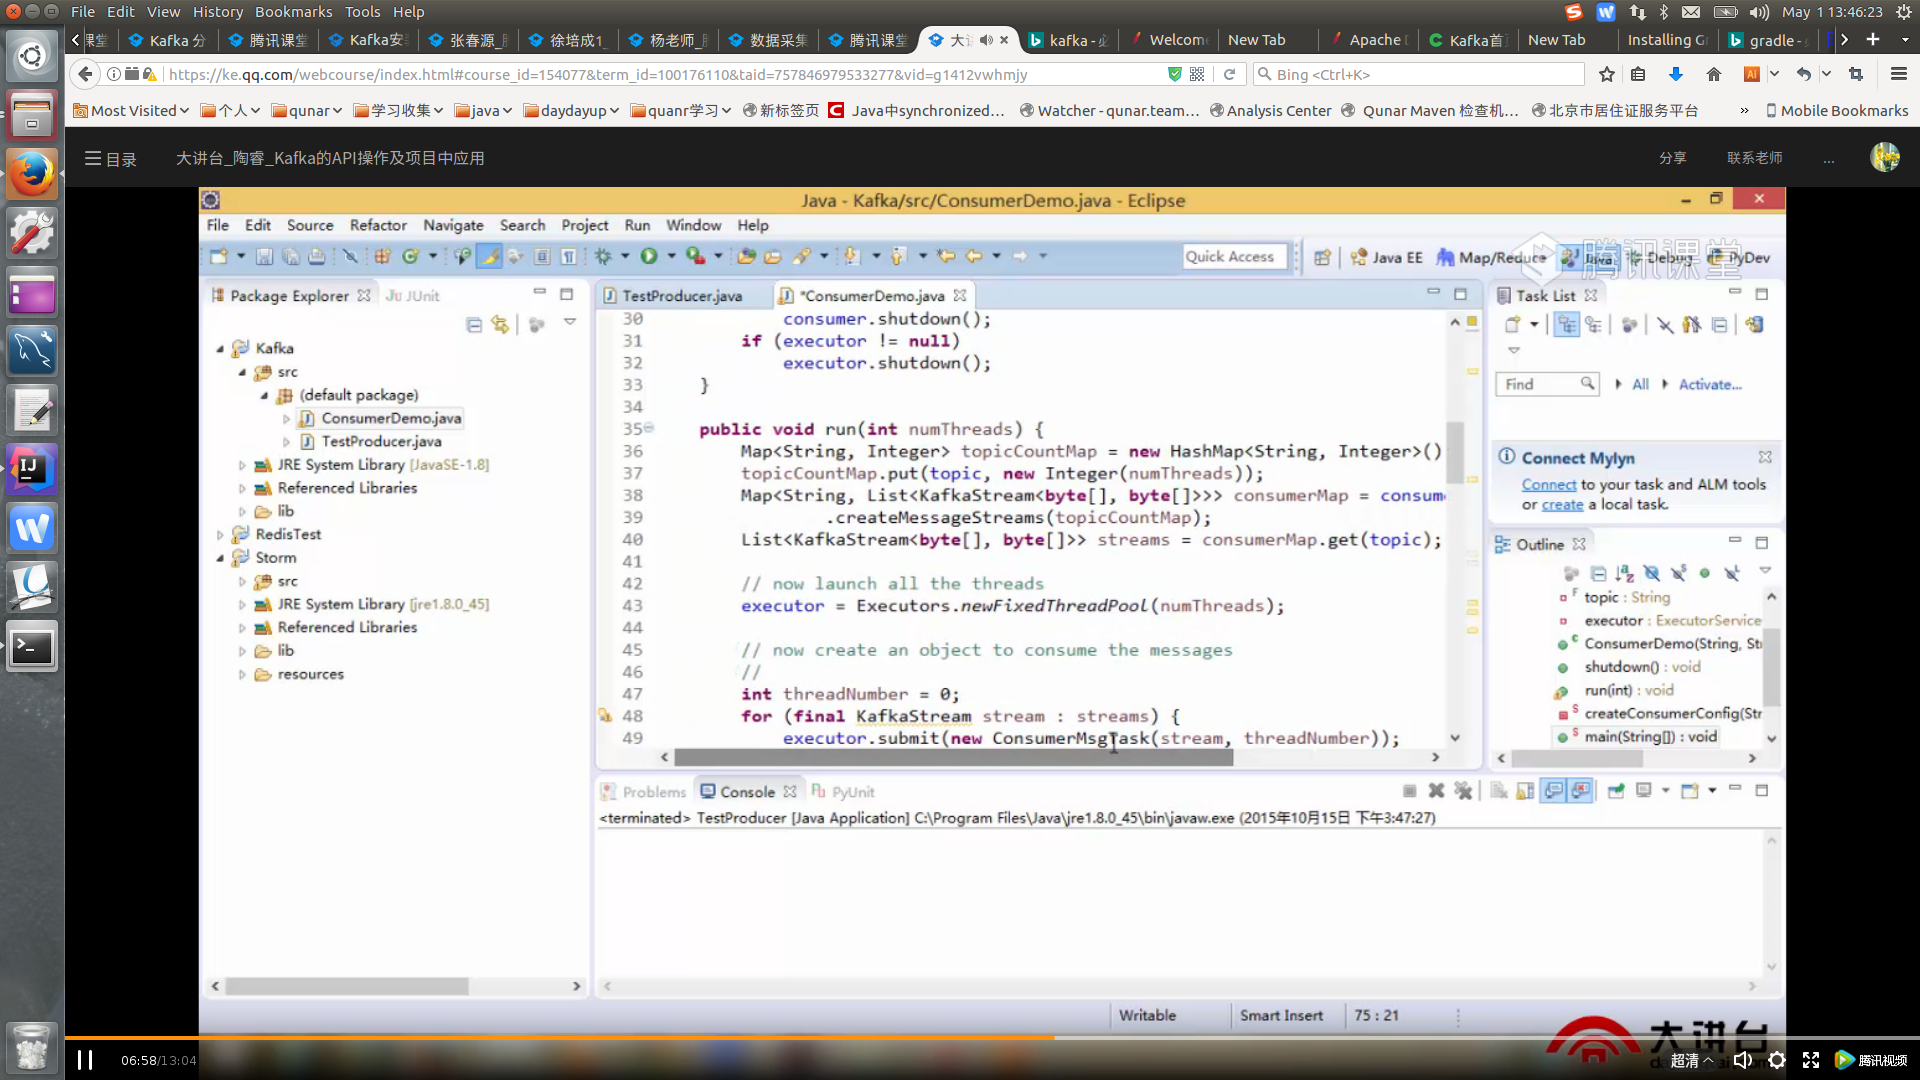 File Edit View History Bookmarks Tools Help
May 1 13:46:23
课堂 Kafka 分 腾讯课堂 Kafka安 张春源_ 徐培成1_ 杨老师_ 数据采集 腾讯课堂 大 kafka - Welcome New Tab Apache Kafka首 New Tab Installing Gr gradle -
https://ke.qq.com/webcourse/index.html#course_id=154077&term_id=100176110&taid=757846979533277&vid=g1412vwhmjy
Bing <Ctrl+K>
Most Visited 个人 qunar 学习收集 java daydayup quanr学习 新标签页 Java中synchronized... Watcher - qunar.team... Analysis Center Qunar Maven 检查机... 北京市居住证服务平台 » Mobile Bookmarks
目录 大讲台_陶睿_Kafka的API操作及项目中应用 分享 联系老师 ...
Java - Kafka/src/ConsumerDemo.java - Eclipse
File Edit Source Refactor Navigate Search Project Run Window Help
Quick Access Java EE Map/Reduce Java Debug PyDev
腾讯课堂
Package Explorer JUnit
Kafka
src
(default package)
ConsumerDemo.java
TestProducer.java
JRE System Library [JavaSE-1.8]
Referenced Libraries
lib
RedisTest
Storm
src
JRE System Library [jre1.8.0_45]
Referenced Libraries
lib
resources
TestProducer.java *ConsumerDemo.java
30 consumer.shutdown();
31 if (executor != null)
32 executor.shutdown();
33 }
34
35 public void run(int numThreads) {
36 Map<String, Integer> topicCountMap = new HashMap<String, Integer>()
37 topicCountMap.put(topic, new Integer(numThreads));
38 Map<String, List<KafkaStream<byte[], byte[]>>> consumerMap = consum
39 .createMessageStreams(topicCountMap);
40 List<KafkaStream<byte[], byte[]>> streams = consumerMap.get(topic);
41
42 // now launch all the threads
43 executor = Executors.newFixedThreadPool(numThreads);
44
45 // now create an object to consume the messages
46 //
47 int threadNumber = 0;
48 for (final KafkaStream stream : streams) {
49 executor.submit(new ConsumerMsgTask(stream, threadNumber));
Task List
Find All Activate...
Connect Mylyn
Connect to your task and ALM tools
or create a local task.
Outline
topic : String
executor : ExecutorService
ConsumerDemo(String, Str
shutdown() : void
run(int) : void
createConsumerConfig(Str
main(String[]) : void
Problems Console PyUnit
<terminated> TestProducer [Java Application] C:\Program Files\Java\jre1.8.0_45\bin\javaw.exe (2015年10月15日 下午3:47:27)
Writable Smart Insert 75 : 21
大讲台
06:58/13:04
超清 腾讯视频